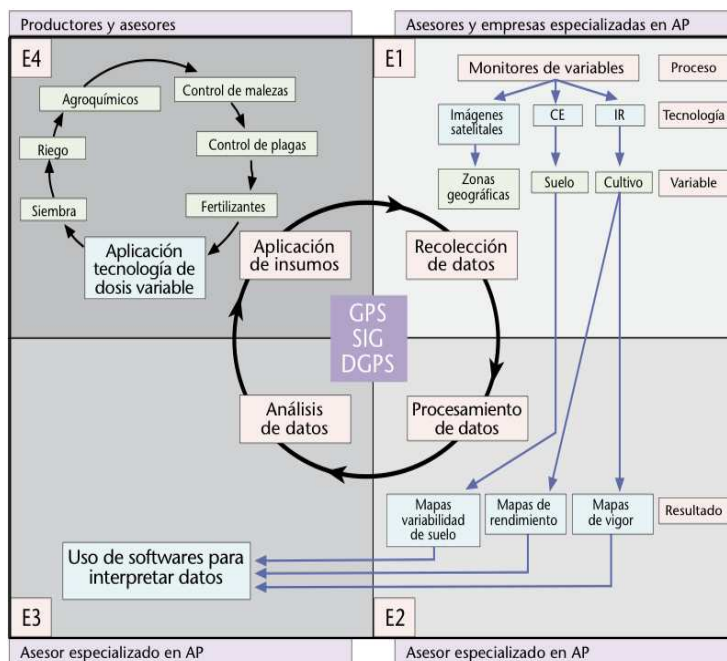 Productores y asesores
Asesores y empresas especializadas en AP
E4
Agroquímicos
Control de malezas
Riego
Control de plagas
Siembra
Fertilizantes
Aplicación
tecnología de
dosis variable
Aplicación
de insumos
E1
Monitores de variables
Proceso
Imágenes
satelitales
CE
IR
Tecnología
Zonas
geográficas
Suelo
Cultivo
Variable
Recolección
de datos
GPS
SIG
DGPS
Análisis
de datos
Procesamiento
de datos
Mapas
variabilidad
de suelo
Mapas de
rendimiento
Mapas
de vigor
Resultado
Uso de softwares para
interpretar datos
E3
E2
Asesor especializado en AP
Asesor especializado en AP